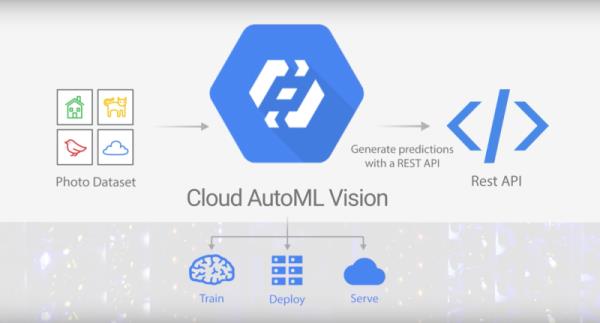 Photo Dataset
Cloud AutoML Vision
Generate predictions
with a REST API
Rest API
Train
Deploy
Serve